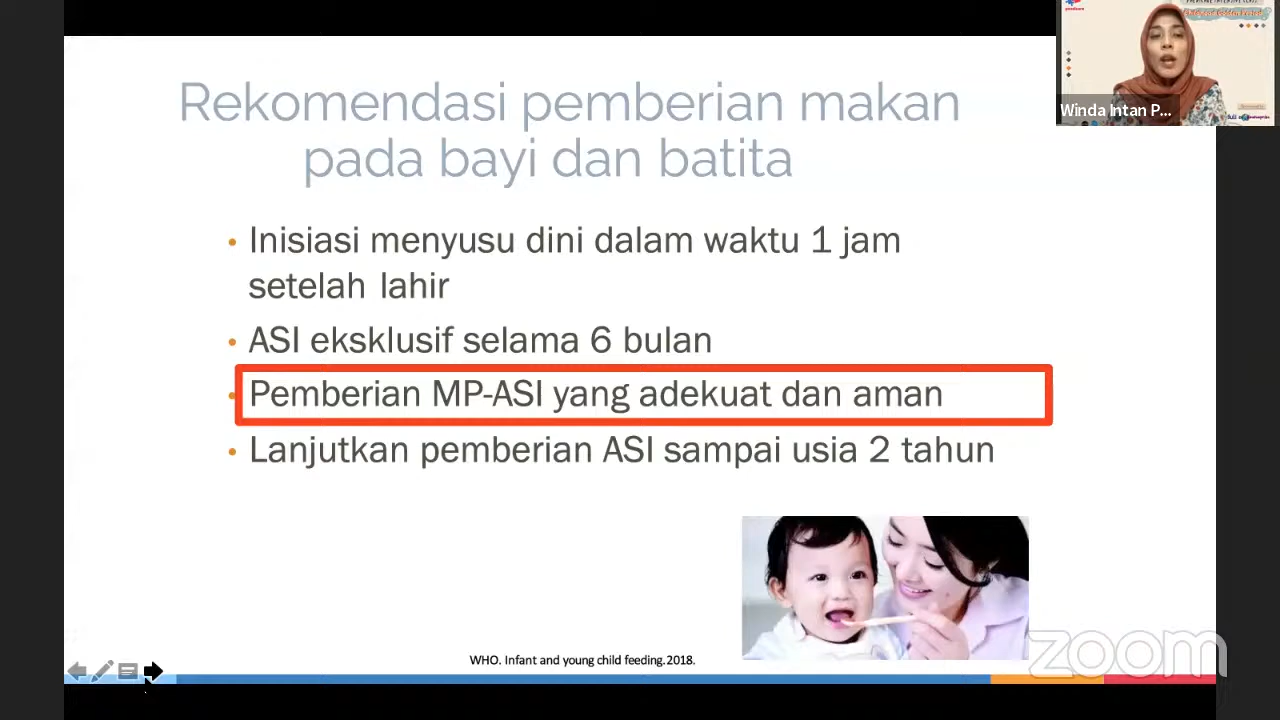 Rekomendasi pemberian makan
pada bayi dan batita
• Inisiasi menyusu dini dalam waktu 1 jam
setelah lahir
• ASI eksklusif selama 6 bulan
• Pemberian MP-ASI yang adekuat dan aman
• Lanjutkan pemberian ASI sampai usia 2 tahun
WHO. Infant and young child feeding.2018.
Winda Intan P...
zoom